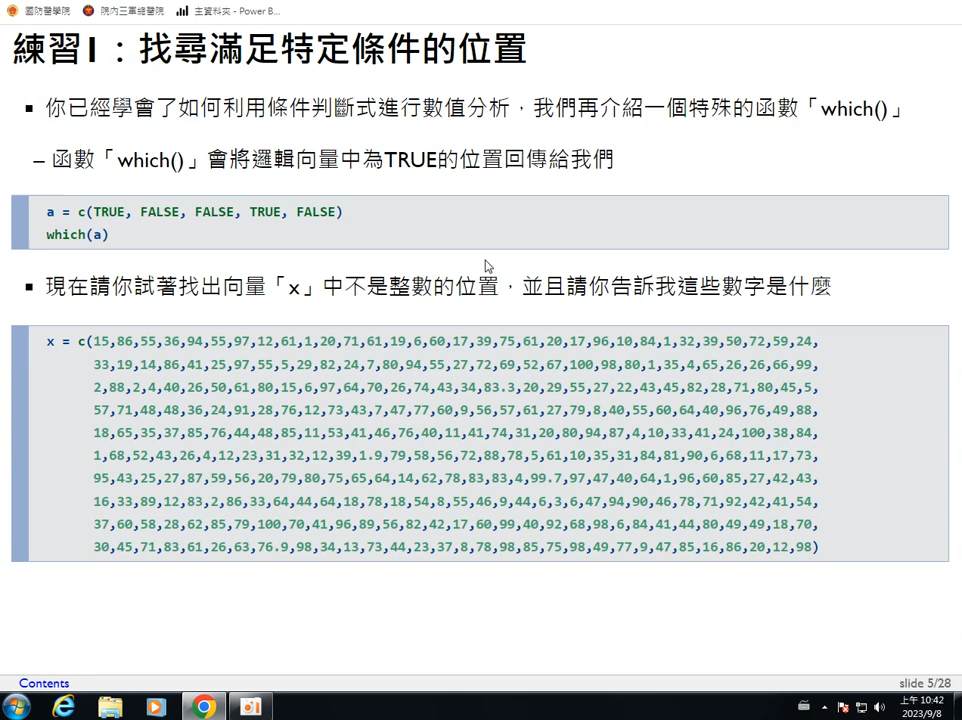 國防醫學院 院內三軍總醫院 主資料夾 - Power B...
練習1：找尋滿足特定條件的位置
▪ 你已經學會了如何利用條件判斷式進行數值分析，我們再介紹一個特殊的函數「which()」
– 函數「which()」會將邏輯向量中為TRUE的位置回傳給我們
a = c(TRUE, FALSE, FALSE, TRUE, FALSE)
which(a)
▪ 現在請你試著找出向量「x」中不是整數的位置，並且請你告訴我這些數字是什麼
x = c(15,86,55,36,94,55,97,12,61,1,20,71,61,19,6,60,17,39,75,61,20,17,96,10,84,1,32,39,50,72,59,24,
33,19,14,86,41,25,97,55,5,29,82,24,7,80,94,55,27,72,69,52,67,100,98,80,1,35,4,65,26,26,66,99,
2,88,2,4,40,26,50,61,80,15,6,97,64,70,26,74,43,34,83.3,20,29,55,27,22,43,45,82,28,71,80,45,5,
57,71,48,48,36,24,91,28,76,12,73,43,7,47,77,60,9,56,57,61,27,79,8,40,55,60,64,40,96,76,49,88,
18,65,35,37,85,76,44,48,85,11,53,41,46,76,40,11,41,74,31,20,80,94,87,4,10,33,41,24,100,38,84,
1,68,52,43,26,4,12,23,31,32,12,39,1.9,79,58,56,72,88,78,5,61,10,35,31,84,81,90,6,68,11,17,73,
95,43,25,27,87,59,56,20,79,80,75,65,64,14,62,78,83,83,4,99.7,97,47,40,64,1,96,60,85,27,42,43,
16,33,89,12,83,2,86,33,64,44,64,18,78,18,54,8,55,46,9,44,6,3,6,47,94,90,46,78,71,92,42,41,54,
37,60,58,28,62,85,79,100,70,41,96,89,56,82,42,17,60,99,40,92,68,98,6,84,41,44,80,49,49,18,70,
30,45,71,83,61,26,63,76.9,98,34,13,73,44,23,37,8,78,98,85,75,98,49,77,9,47,85,16,86,20,12,98)
Contents slide 5/28
上午 10:42
2023/9/8